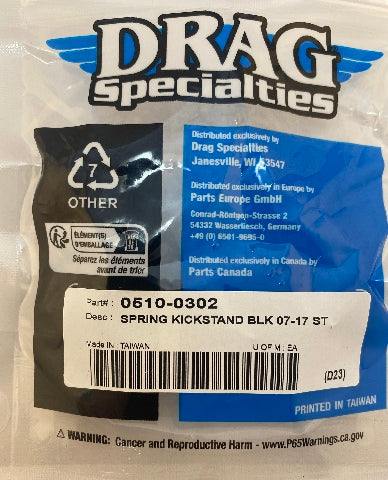 DRAG
Specialties
7
OTHER
ÉLÉMENT(S)
D'EMBALLAGE
Séparez les éléments
avant de trier
Distributed exclusively by
Drag Specialties
Janesville, WI, 53547
Distributed exclusively in Europe by
Parts Europe GmbH
Conrad-Röntgen-Strasse 2
54332 Wasserliesch, Germany
+49 (0) 6501-9695-0
Distributed exclusively in Canada by
Parts Canada
Part# : 0510-0302
Desc : SPRING KICKSTAND BLK 07-17 ST
Made IN : TAIWAN U OF M : EA
(D23)
PRINTED IN TAIWAN
⚠ WARNING: Cancer and Reproductive Harm - www.P65Warnings.ca.gov